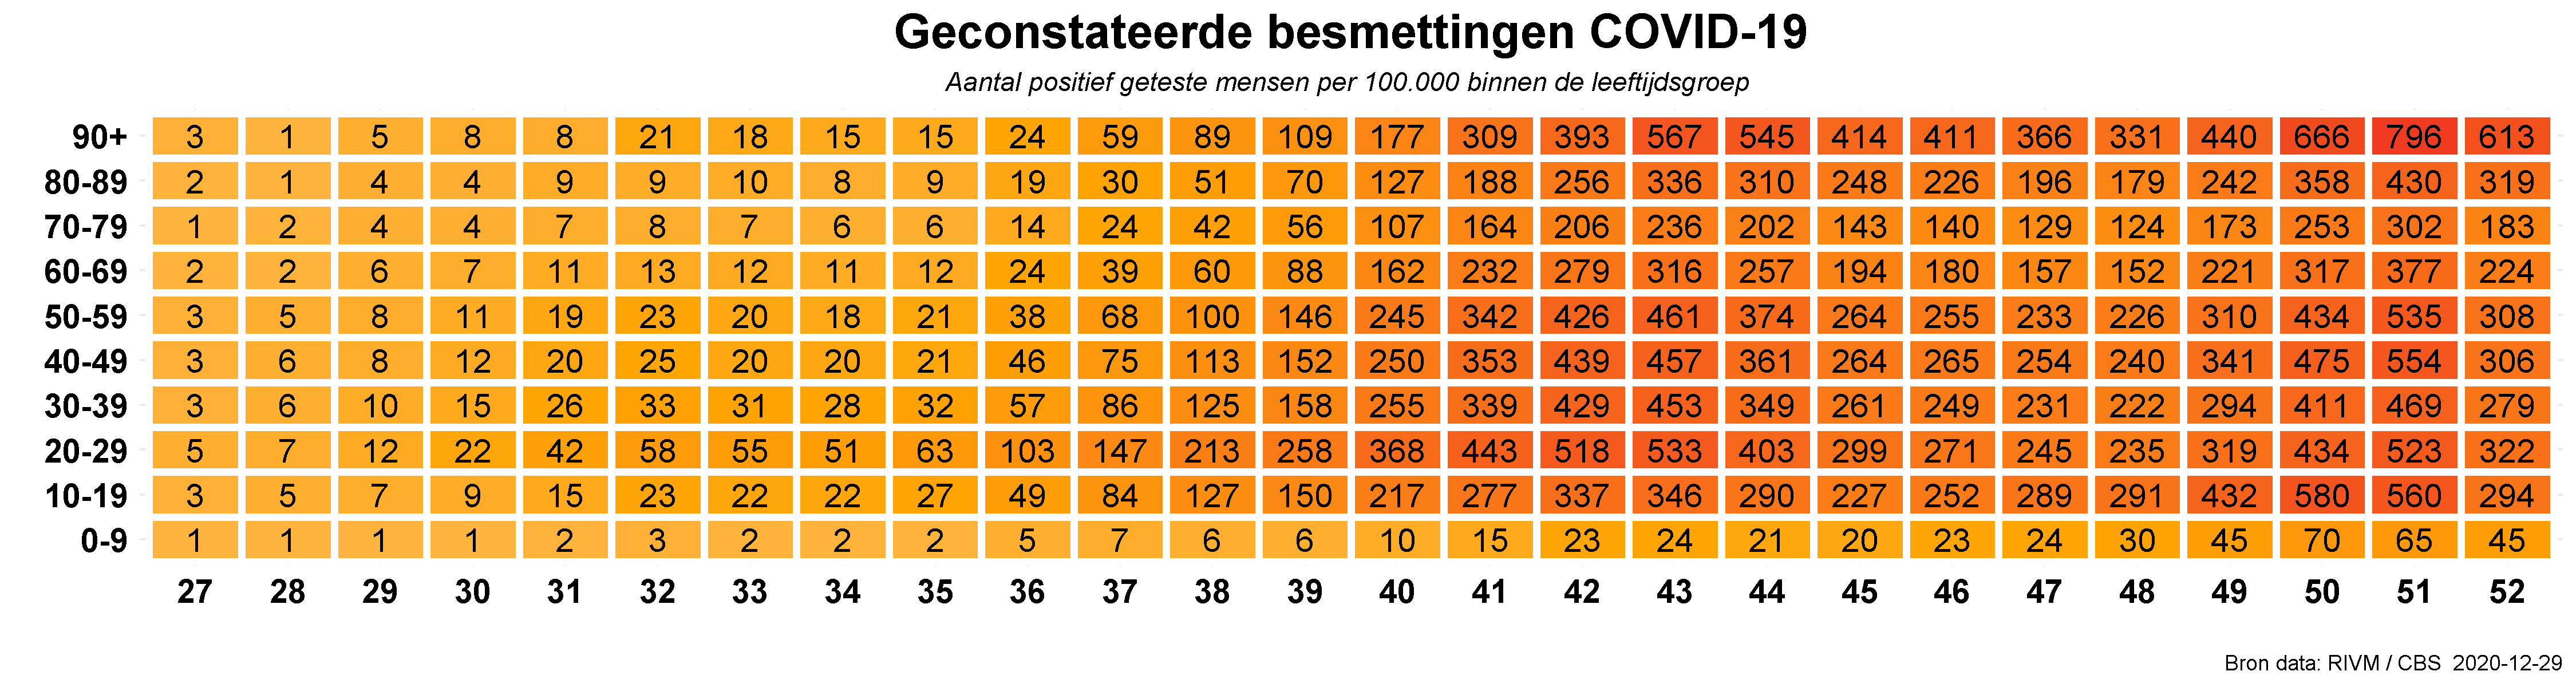 Geconstateerde besmettingen COVID-19
Aantal positief geteste mensen per 100.000 binnen de leeftijdsgroep
90+ 3 1 5 8 8 21 18 15 15 24 59 89 109 177 309 393 567 545 414 411 366 331 440 666 796 613
80-89 2 1 4 4 9 9 10 8 9 19 30 51 70 127 188 256 336 310 248 226 196 179 242 358 430 319
70-79 1 2 4 4 7 8 7 6 6 14 24 42 56 107 164 206 236 202 143 140 129 124 173 253 302 183
60-69 2 2 6 7 11 13 12 11 12 24 39 60 88 162 232 279 316 257 194 180 157 152 221 317 377 224
50-59 3 5 8 11 19 23 20 18 21 38 68 100 146 245 342 426 461 374 264 255 233 226 310 434 535 308
40-49 3 6 8 12 20 25 20 20 21 46 75 113 152 250 353 439 457 361 264 265 254 240 341 475 554 306
30-39 3 6 10 15 26 33 31 28 32 57 86 125 158 255 339 429 453 349 261 249 231 222 294 411 469 279
20-29 5 7 12 22 42 58 55 51 63 103 147 213 258 368 443 518 533 403 299 271 245 235 319 434 523 322
10-19 3 5 7 9 15 23 22 22 27 49 84 127 150 217 277 337 346 290 227 252 289 291 432 580 560 294
0-9 1 1 1 1 2 3 2 2 2 5 7 6 6 10 15 23 24 21 20 23 24 30 45 70 65 45
27 28 29 30 31 32 33 34 35 36 37 38 39 40 41 42 43 44 45 46 47 48 49 50 51 52
Bron data: RIVM / CBS 2020-12-29